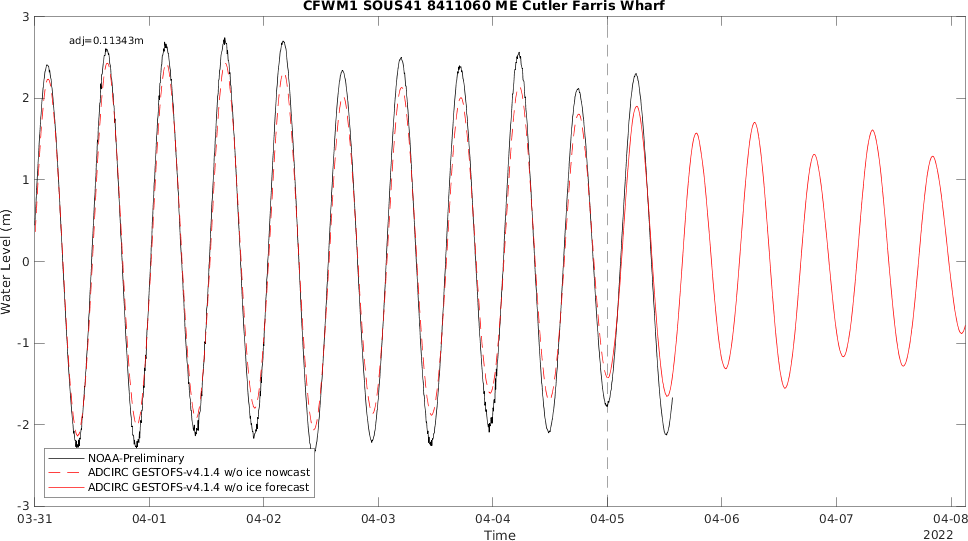 CFWM1 SOUS41 8411060 ME Cutler Farris Wharf
adj=0.11343m
Water Level (m)
3
2
1
0
-1
-2
-3
NOAA-Preliminary
ADCIRC GESTOFS-v4.1.4 w/o ice nowcast
ADCIRC GESTOFS-v4.1.4 w/o ice forecast
03-31 04-01 04-02 04-03 04-04 04-05 04-06 04-07 04-08
Time
2022